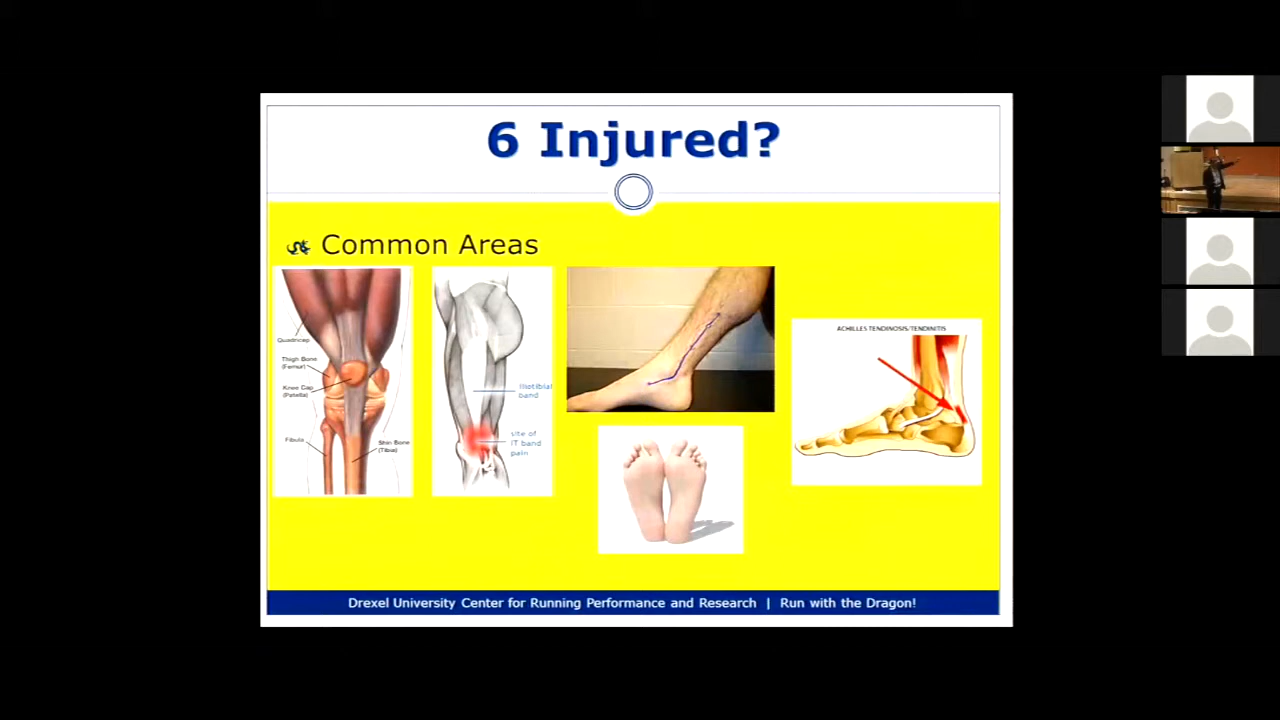 6 Injured?
Common Areas
Quadricep
Thigh Bone
(Femur)
Knee Cap
(Patella)
Fibula
Shin Bone
(Tibia)
Iliotibial
band
site of
IT band
pain
ACHILLES TENDINOSIS/TENDINITIS
Drexel University Center for Running Performance and Research | Run with the Dragon!